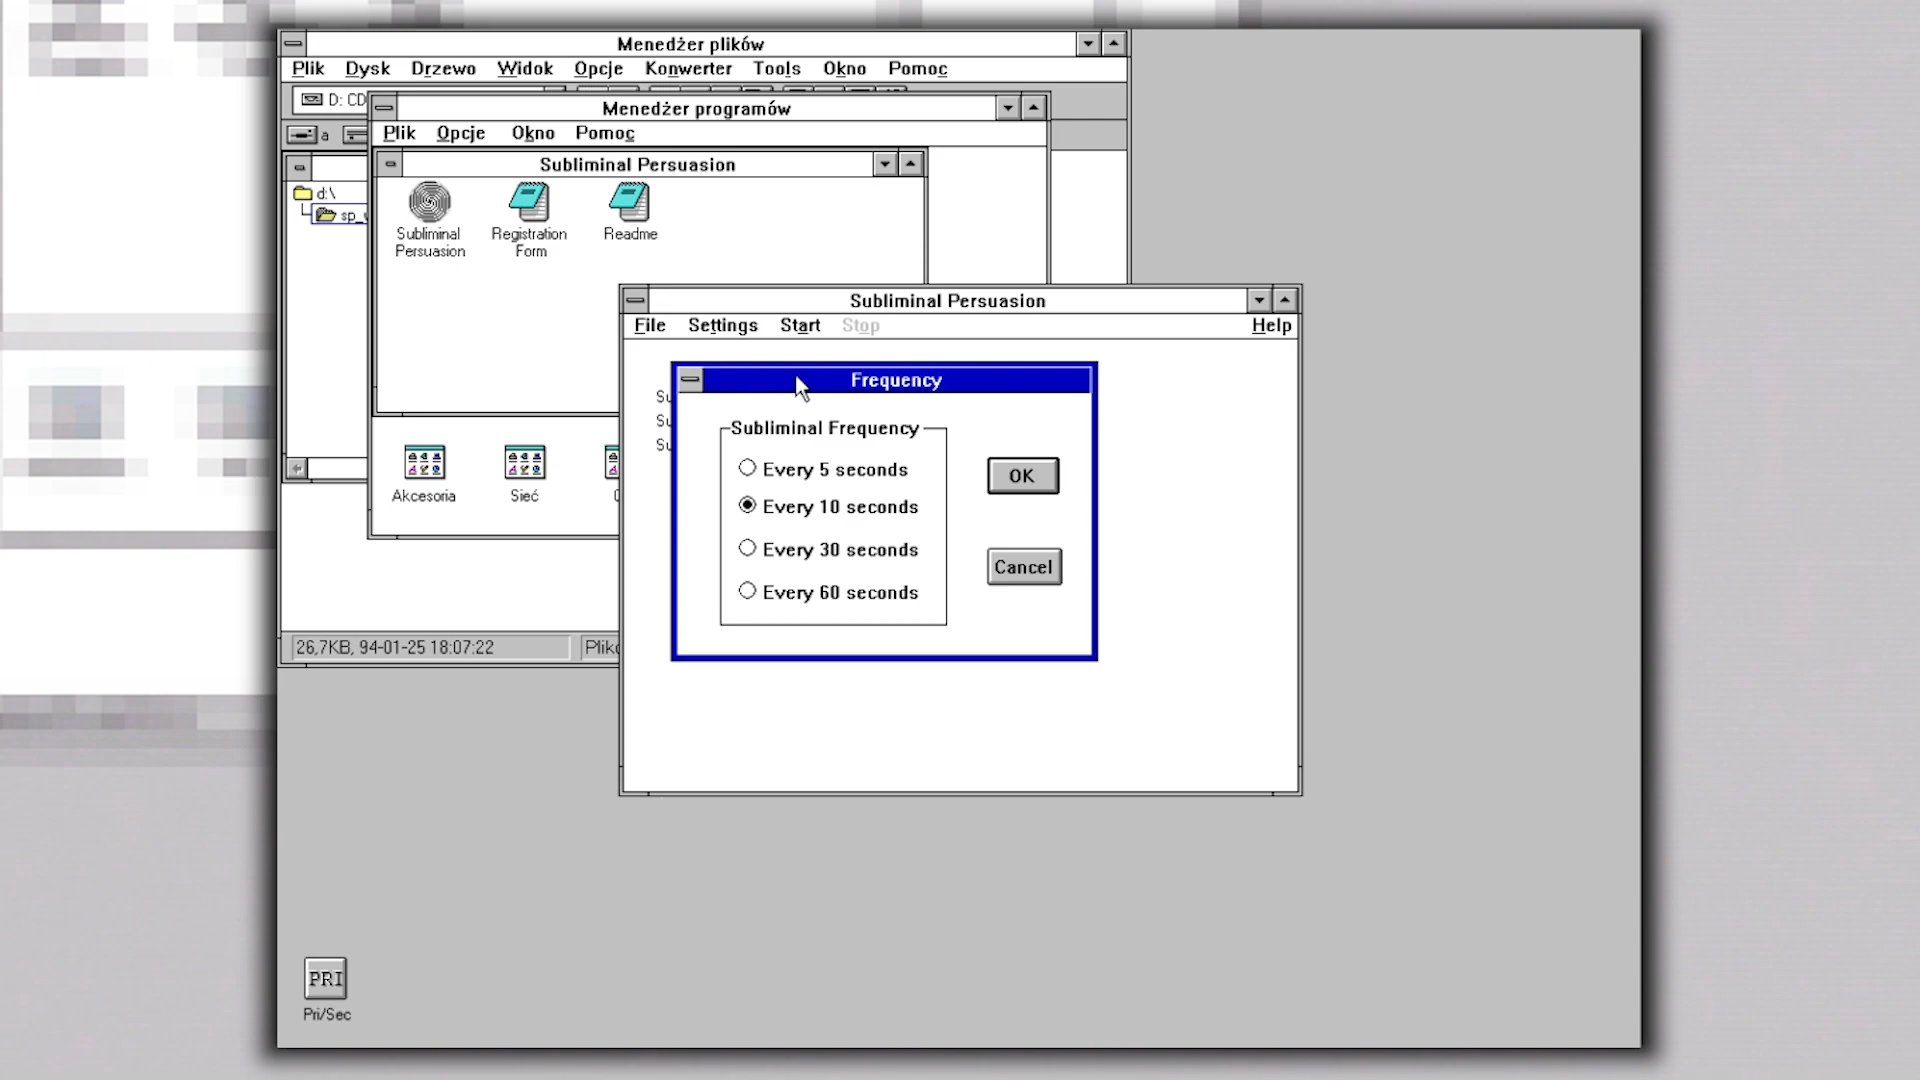 Menedżer plików
Plik Dysk Drzewo Widok Opcje Konwerter Tools Okno Pomoc
D: CD
Menedżer programów
a
Plik Opcje Okno Pomoc
Subliminal Persuasion
d:\
Subliminal
Persuasion
Registration
Form
Readme
Subliminal Persuasion
File Settings Start Stop Help
Frequency
Subliminal Frequency
Every 5 seconds
Every 10 seconds
Every 30 seconds
Every 60 seconds
OK
Cancel
Akcesoria
Sieć
26,7KB, 94-01-25 18:07:22
PRI
Pri/Sec